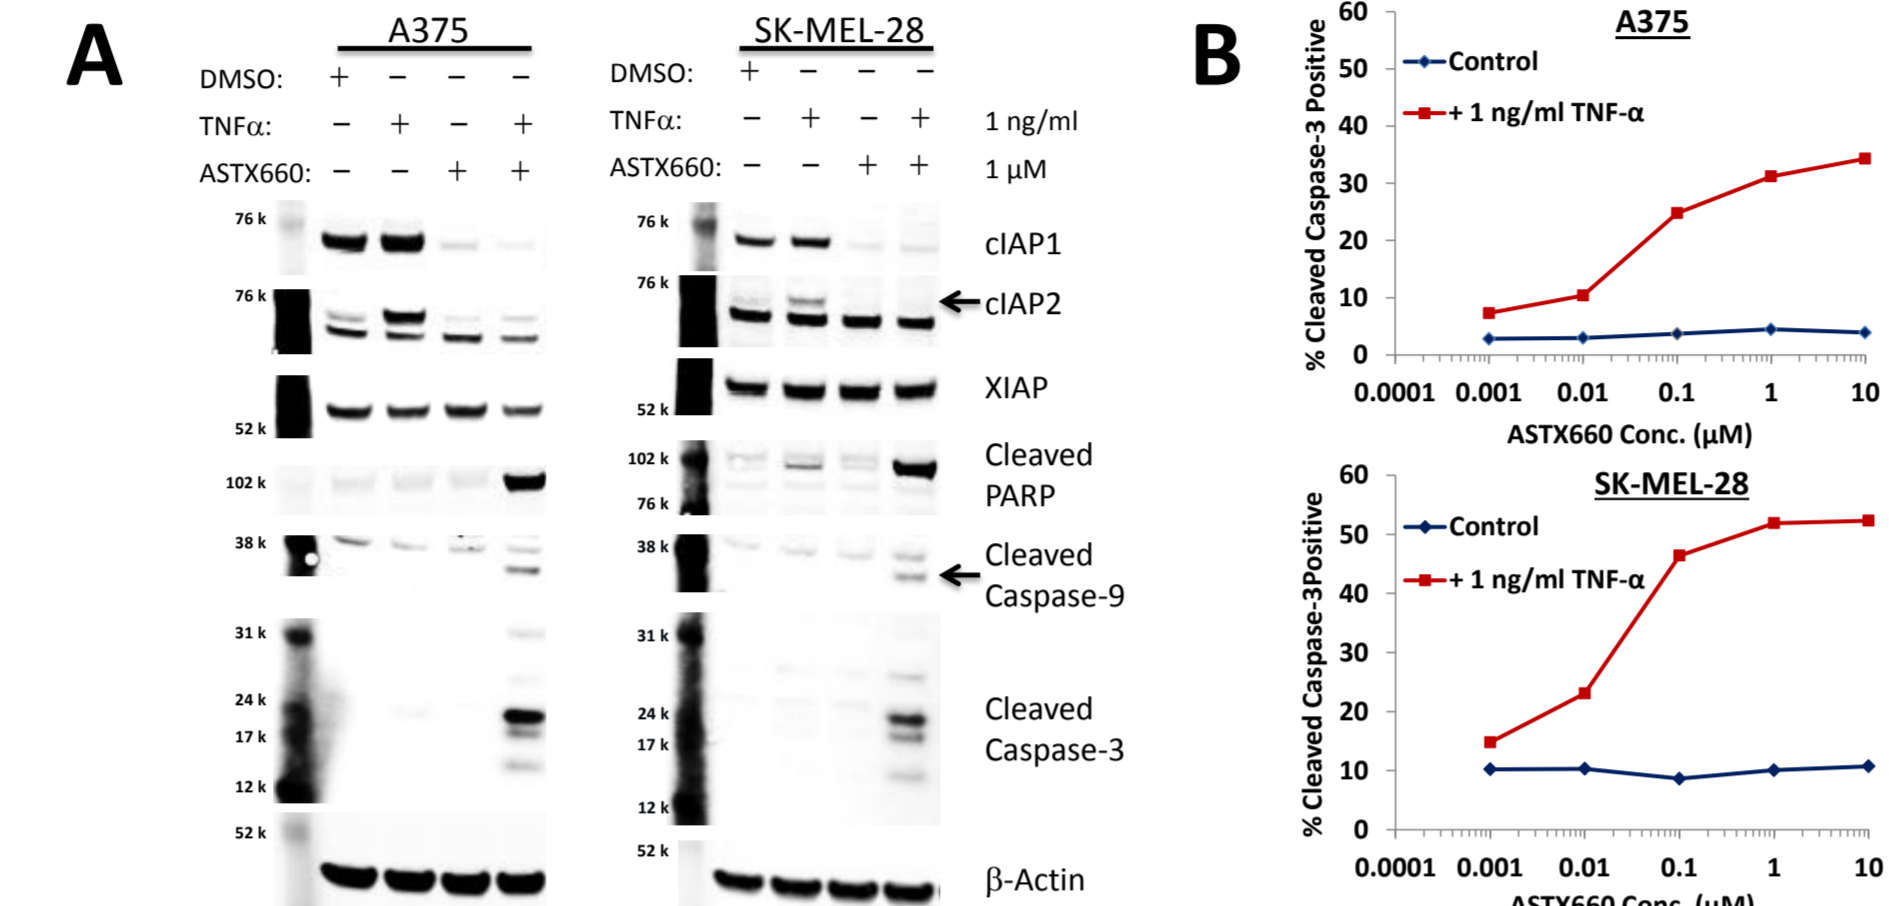 A
A375
DMSO: + − − −
TNFα: − + − +
ASTX660: − − + +
76 k
76 k
52 k
102 k
38 k
31 k
24 k
17 k
12 k
52 k
SK-MEL-28
DMSO: + − − −
TNFα: − + − + 1 ng/ml
ASTX660: − − + + 1 µM
76 k
cIAP1
76 k
cIAP2
XIAP
52 k
102 k
Cleaved
PARP
76 k
38 k
Cleaved
Caspase-9
31 k
24 k
Cleaved
17 k
Caspase-3
12 k
52 k
β-Actin
B
A375
% Cleaved Caspase-3 Positive
60
50
40
30
20
10
0
Control
+ 1 ng/ml TNF-α
0.0001 0.001 0.01 0.1 1 10
ASTX660 Conc. (µM)
SK-MEL-28
% Cleaved Caspase-3Positive
60
50
40
30
20
10
0
Control
+ 1 ng/ml TNF-α
0.0001 0.001 0.01 0.1 1 10
ASTX660 Conc. (µM)